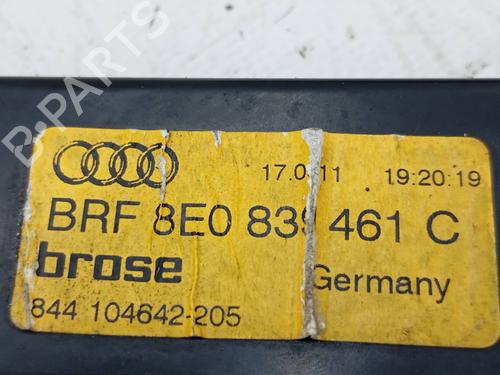 17.0 11 19:20:19
BRF 8E0 839 461 C
brose
Germany
844 104642-205
B-PARTS